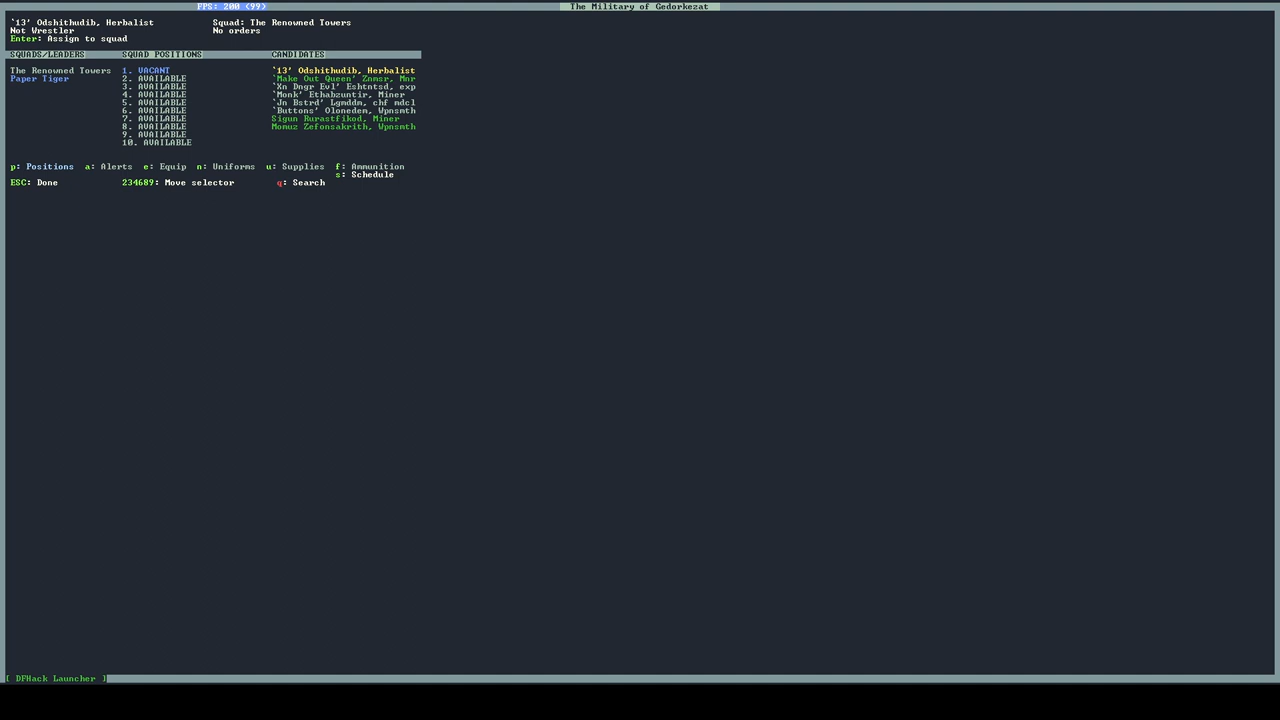 FPS: 200 (99) The Military of Gedorkezat
`13' Odshithudib, Herbalist Squad: The Renowned Towers
Not Wrestler No orders
Enter: Assign to squad
SQUADS/LEADERS SQUAD POSITIONS CANDIDATES
The Renowned Towers 1. VACANT `13' Odshithudib, Herbalist
Paper Tiger 2. AVAILABLE `Make Out Queen' Znmsr, Mnr
3. AVAILABLE `Xn Dngr Evl' Eshtntsd, exp
4. AVAILABLE `Monk' Ethabzuntir, Miner
5. AVAILABLE `Jn Bstrd' Lgmddm, chf mdcl
6. AVAILABLE `Buttons' Olonedem, Wpnsmth
7. AVAILABLE Sigun Rurastfikod, Miner
8. AVAILABLE Momuz Zefonsakrith, Wpnsmth
9. AVAILABLE
10. AVAILABLE
p: Positions a: Alerts e: Equip n: Uniforms u: Supplies f: Ammunition
s: Schedule
ESC: Done 234689: Move selector q: Search
[ DFHack Launcher ]